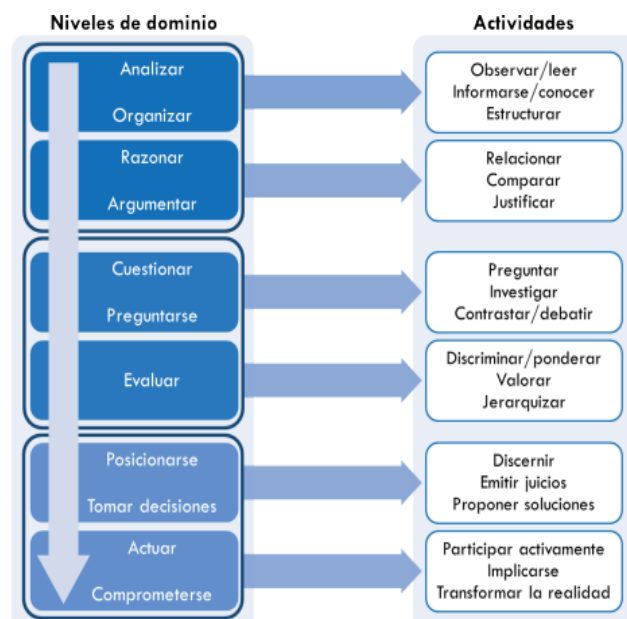 Niveles de dominio
Actividades
Analizar
Organizar
Observar/leer
Informarse/conocer
Estructurar
Razonar
Argumentar
Relacionar
Comparar
Justificar
Cuestionar
Preguntarse
Preguntar
Investigar
Contrastar/debatir
Evaluar
Discriminar/ponderar
Valorar
Jerarquizar
Posicionarse
Tomar decisiones
Discernir
Emitir juicios
Proponer soluciones
Actuar
Comprometerse
Participar activamente
Implicarse
Transformar la realidad